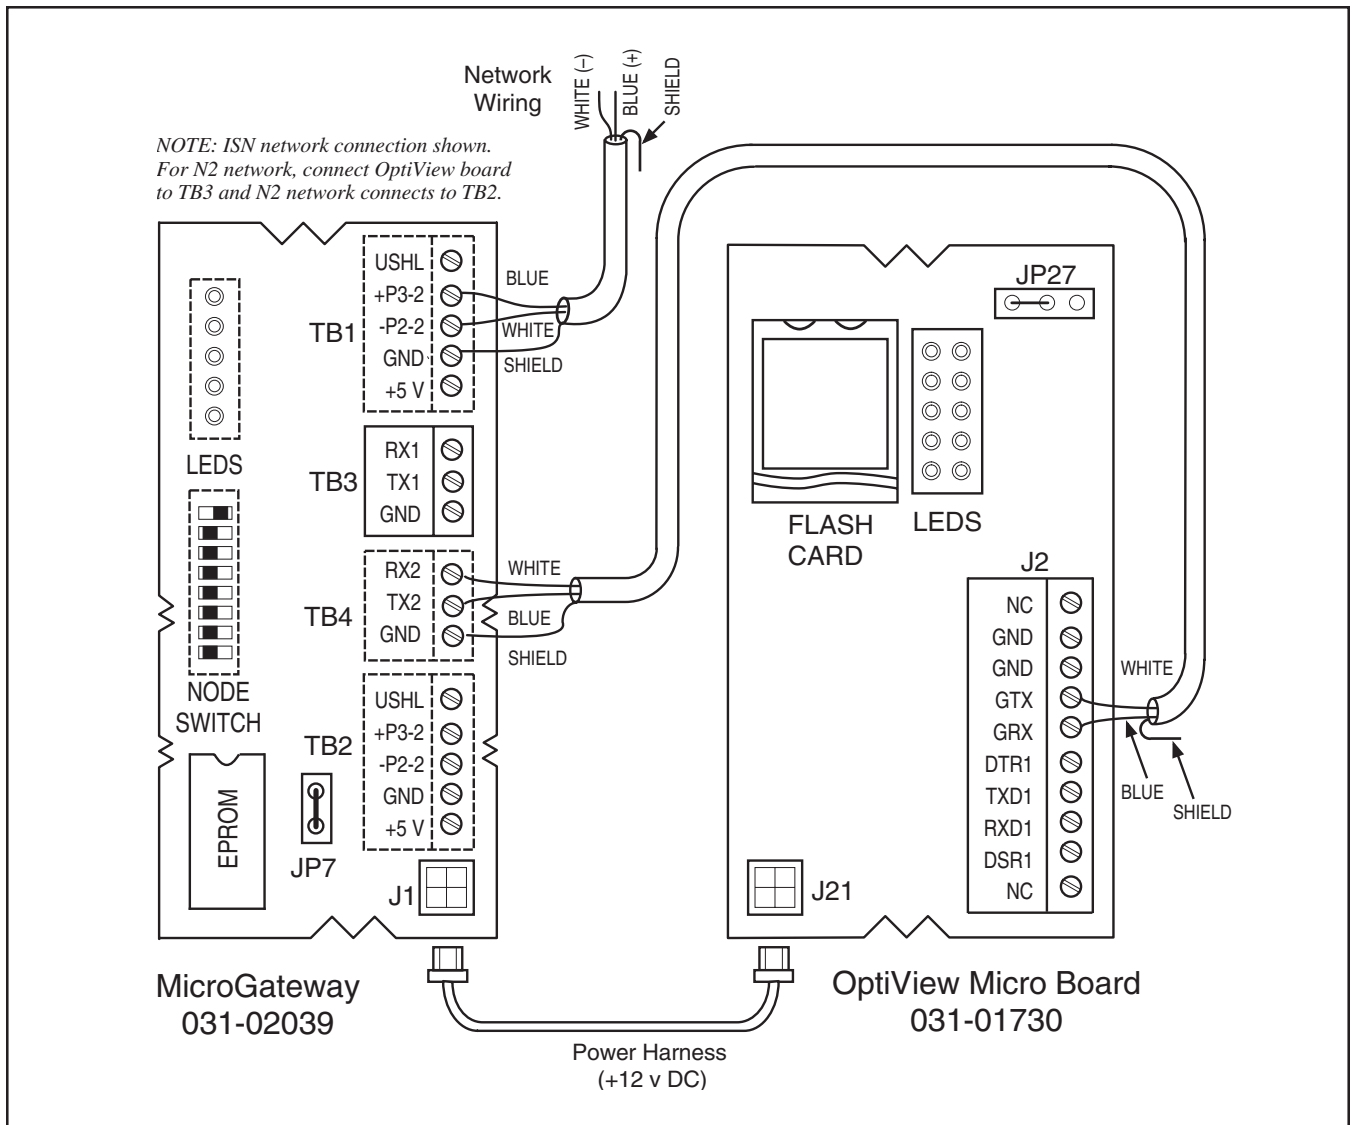 Network
Wiring
WHITE (–)
BLUE (+)
SHIELD
NOTE: ISN network connection shown.
For N2 network, connect OptiView board
to TB3 and N2 network connects to TB2.
LEDS
NODE
SWITCH
EPROM
JP7
TB1
USHL
+P3-2
-P2-2
GND
+5 V
BLUE
WHITE
SHIELD
TB3
RX1
TX1
GND
TB4
RX2
TX2
GND
WHITE
BLUE
SHIELD
TB2
USHL
+P3-2
-P2-2
GND
+5 V
J1
MicroGateway
031-02039
JP27
FLASH
CARD
LEDS
J2
NC
GND
GND
GTX
GRX
DTR1
TXD1
RXD1
DSR1
NC
WHITE
BLUE
SHIELD
J21
OptiView Micro Board
031-01730
Power Harness
(+12 v DC)